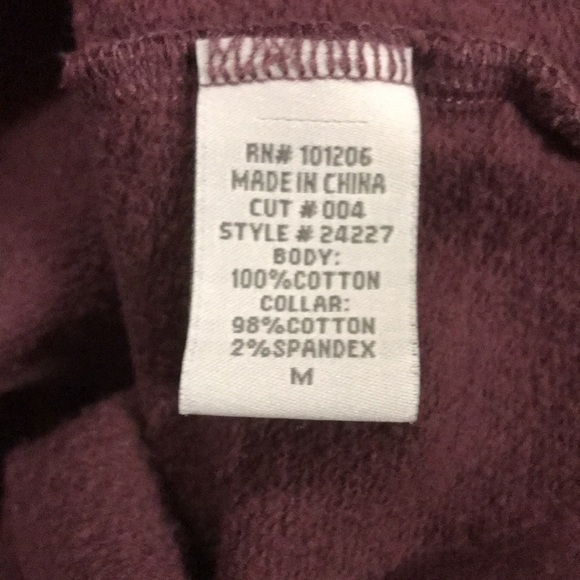 RN# 101206
MADE IN CHINA
CUT # 004
STYLE # 24227
BODY:
100%COTTON
COLLAR:
98%COTTON
2%SPANDEX
M